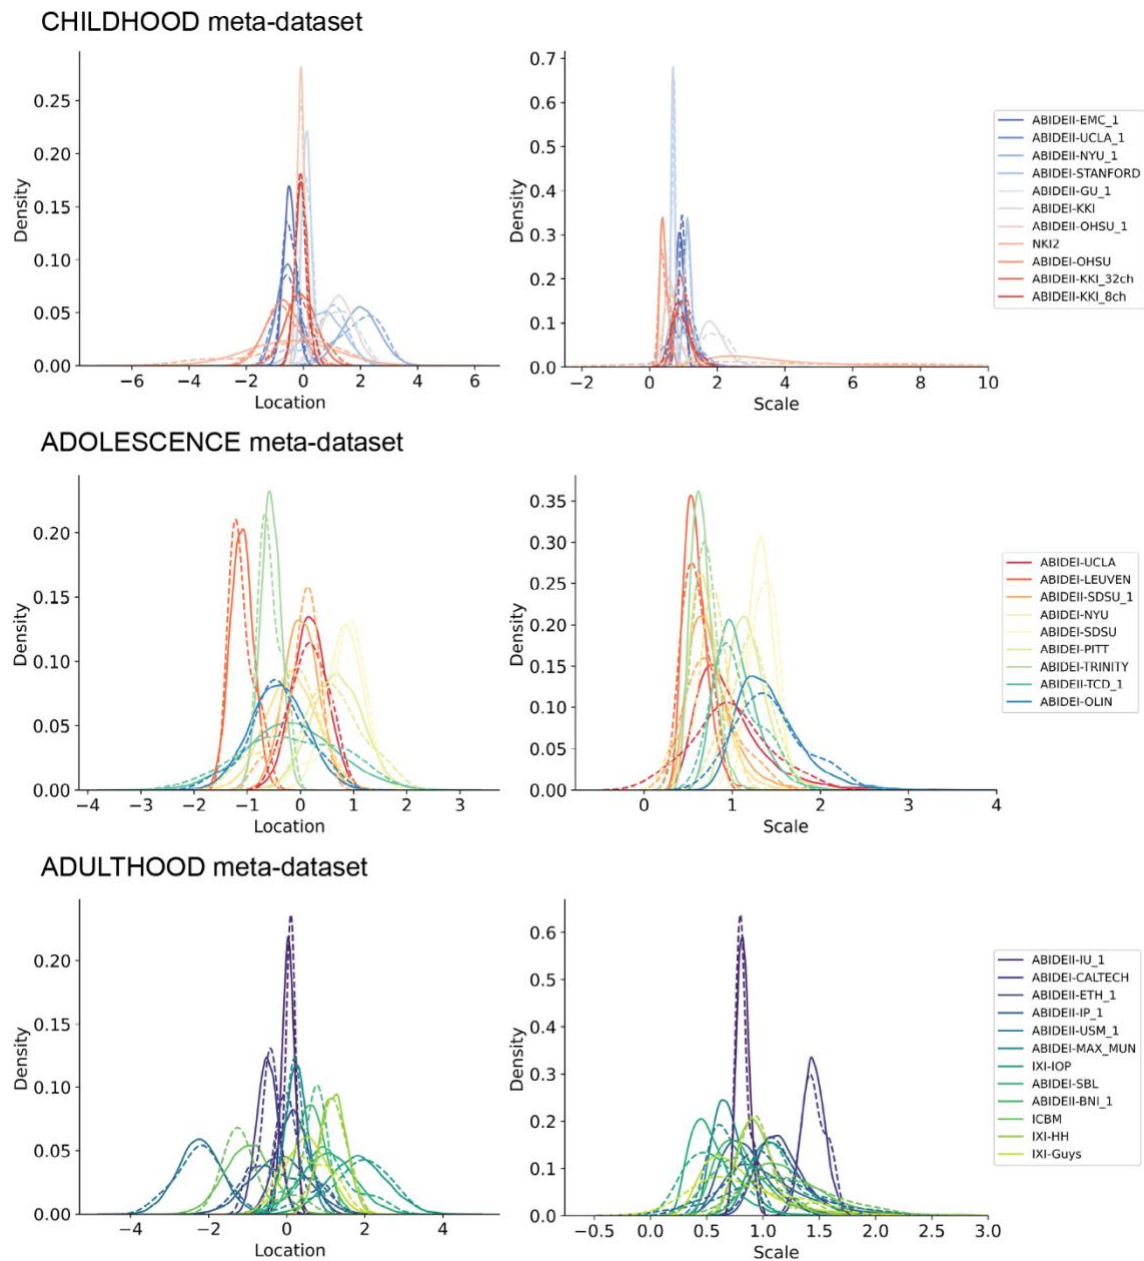 CHILDHOOD meta-dataset
Density
0.25
0.20
0.15
0.10
0.05
0.00
−6 −4 −2 0 2 4 6
Location
Density
0.7
0.6
0.5
0.4
0.3
0.2
0.1
0.0
−2 0 2 4 6 8 10
Scale
ABIDEII-EMC_1
ABIDEII-UCLA_1
ABIDEII-NYU_1
ABIDEI-STANFORD
ABIDEII-GU_1
ABIDEI-KKI
ABIDEII-OHSU_1
NKI2
ABIDEI-OHSU
ABIDEII-KKI_32ch
ABIDEII-KKI_8ch
ADOLESCENCE meta-dataset
Density
0.20
0.15
0.10
0.05
0.00
−4 −3 −2 −1 0 1 2 3
Location
Density
0.35
0.30
0.25
0.20
0.15
0.10
0.05
0.00
0 1 2 3 4
Scale
ABIDEI-UCLA
ABIDEI-LEUVEN
ABIDEII-SDSU_1
ABIDEI-NYU
ABIDEI-SDSU
ABIDEI-PITT
ABIDEI-TRINITY
ABIDEII-TCD_1
ABIDEI-OLIN
ADULTHOOD meta-dataset
Density
0.20
0.15
0.10
0.05
0.00
−4 −2 0 2 4
Location
Density
0.6
0.5
0.4
0.3
0.2
0.1
0.0
−0.5 0.0 0.5 1.0 1.5 2.0 2.5 3.0
Scale
ABIDEII-IU_1
ABIDEI-CALTECH
ABIDEII-ETH_1
ABIDEII-IP_1
ABIDEII-USM_1
ABIDEI-MAX_MUN
IXI-IOP
ABIDEI-SBL
ABIDEII-BNI_1
ICBM
IXI-HH
IXI-Guys